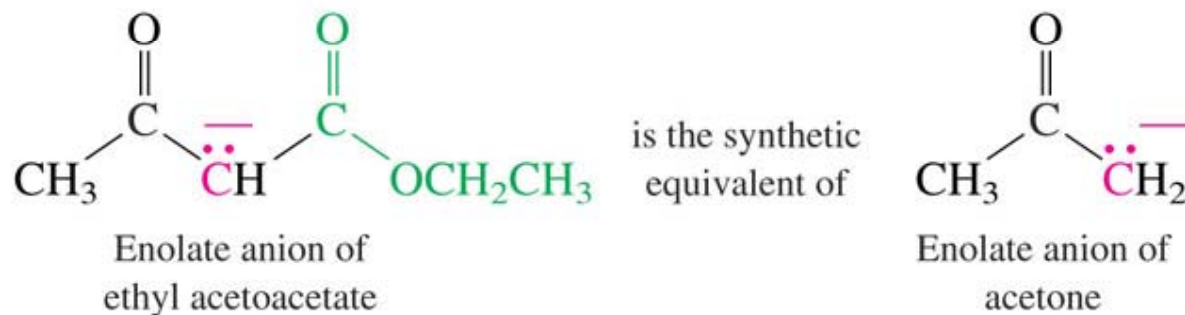 O O O
C C C
CH₃ CH OCH₂CH₃ CH₃ CH₂
is the synthetic
equivalent of
Enolate anion of
ethyl acetoacetate
Enolate anion of
acetone